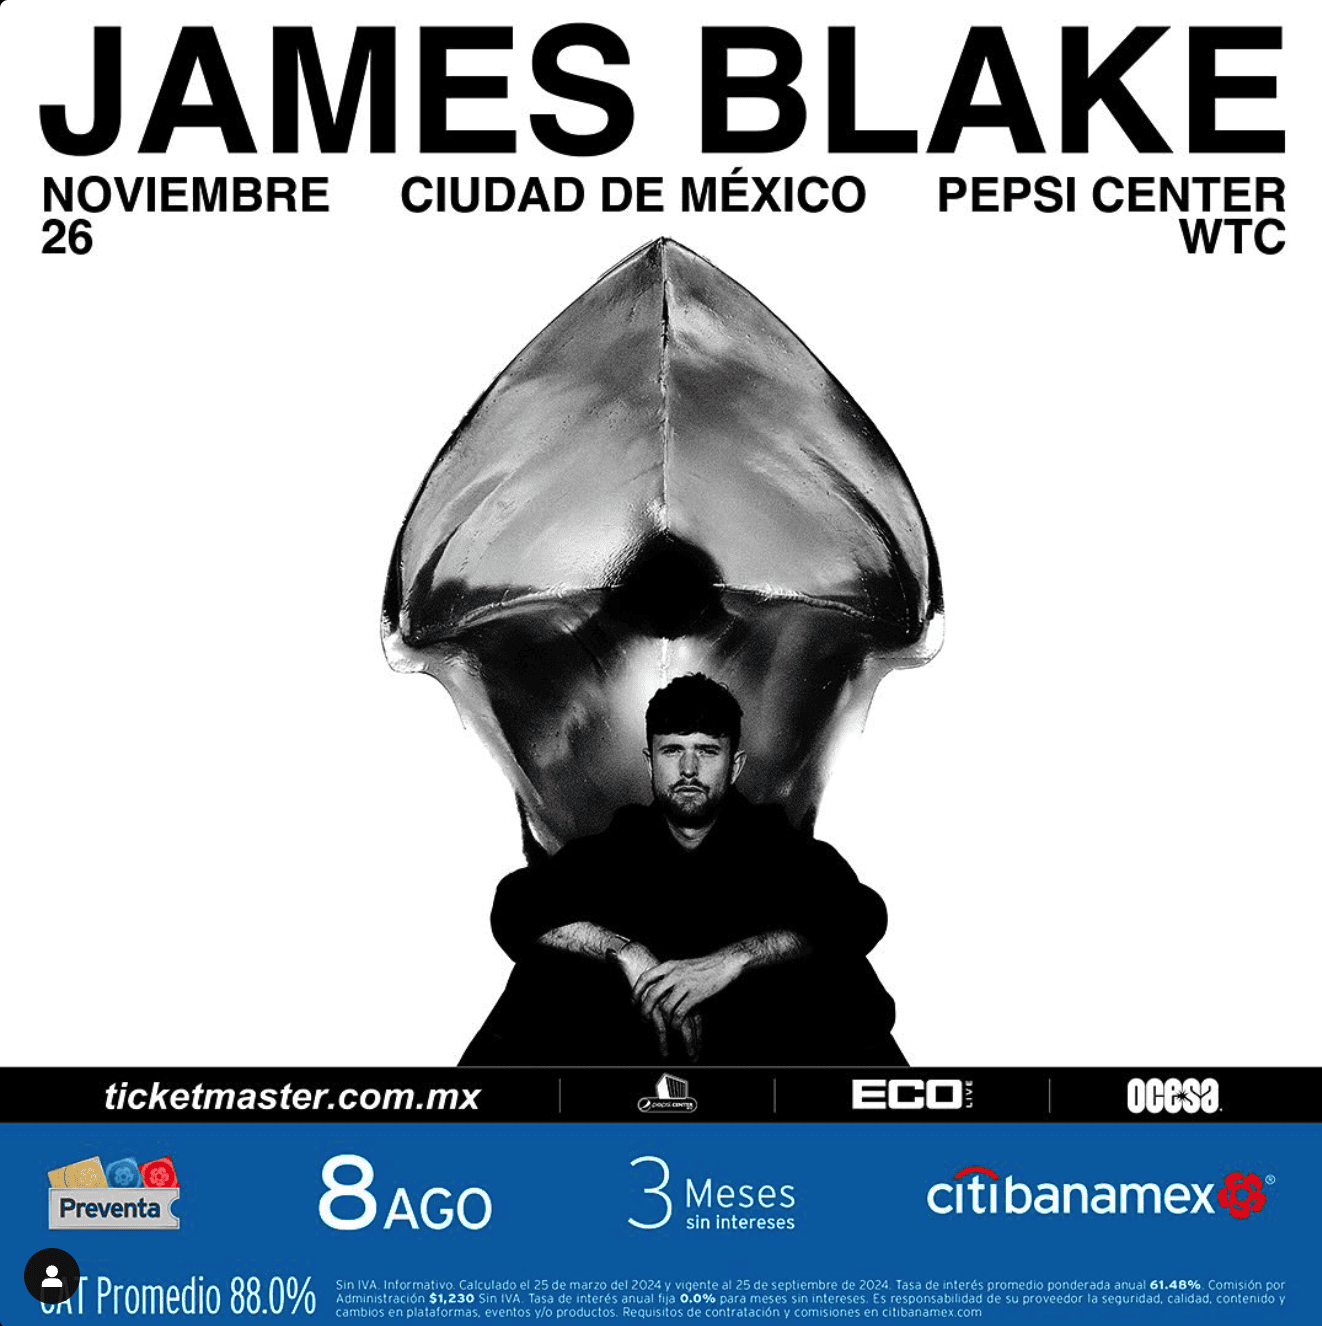 JAMES BLAKE
NOVIEMBRE
26
CIUDAD DE MÉXICO
PEPSI CENTER
WTC
ticketmaster.com.mx
PEPSI CENTER
ECO LIVE
OCESA
Preventa
8 AGO
3 Meses
sin intereses
citibanamex®
CAT Promedio 88.0%
Sin IVA. Informativo. Calculado el 25 de marzo del 2024 y vigente al 25 de septiembre de 2024. Tasa de interés promedio ponderada anual 61.48%. Comisión por
Administración $1,230 Sin IVA. Tasa de interés anual fija 0.0% para meses sin intereses. Es responsabilidad de su proveedor la seguridad, calidad, contenido y
cambios en plataformas, eventos y/o productos. Requisitos de contratación y comisiones en citibanamex.com